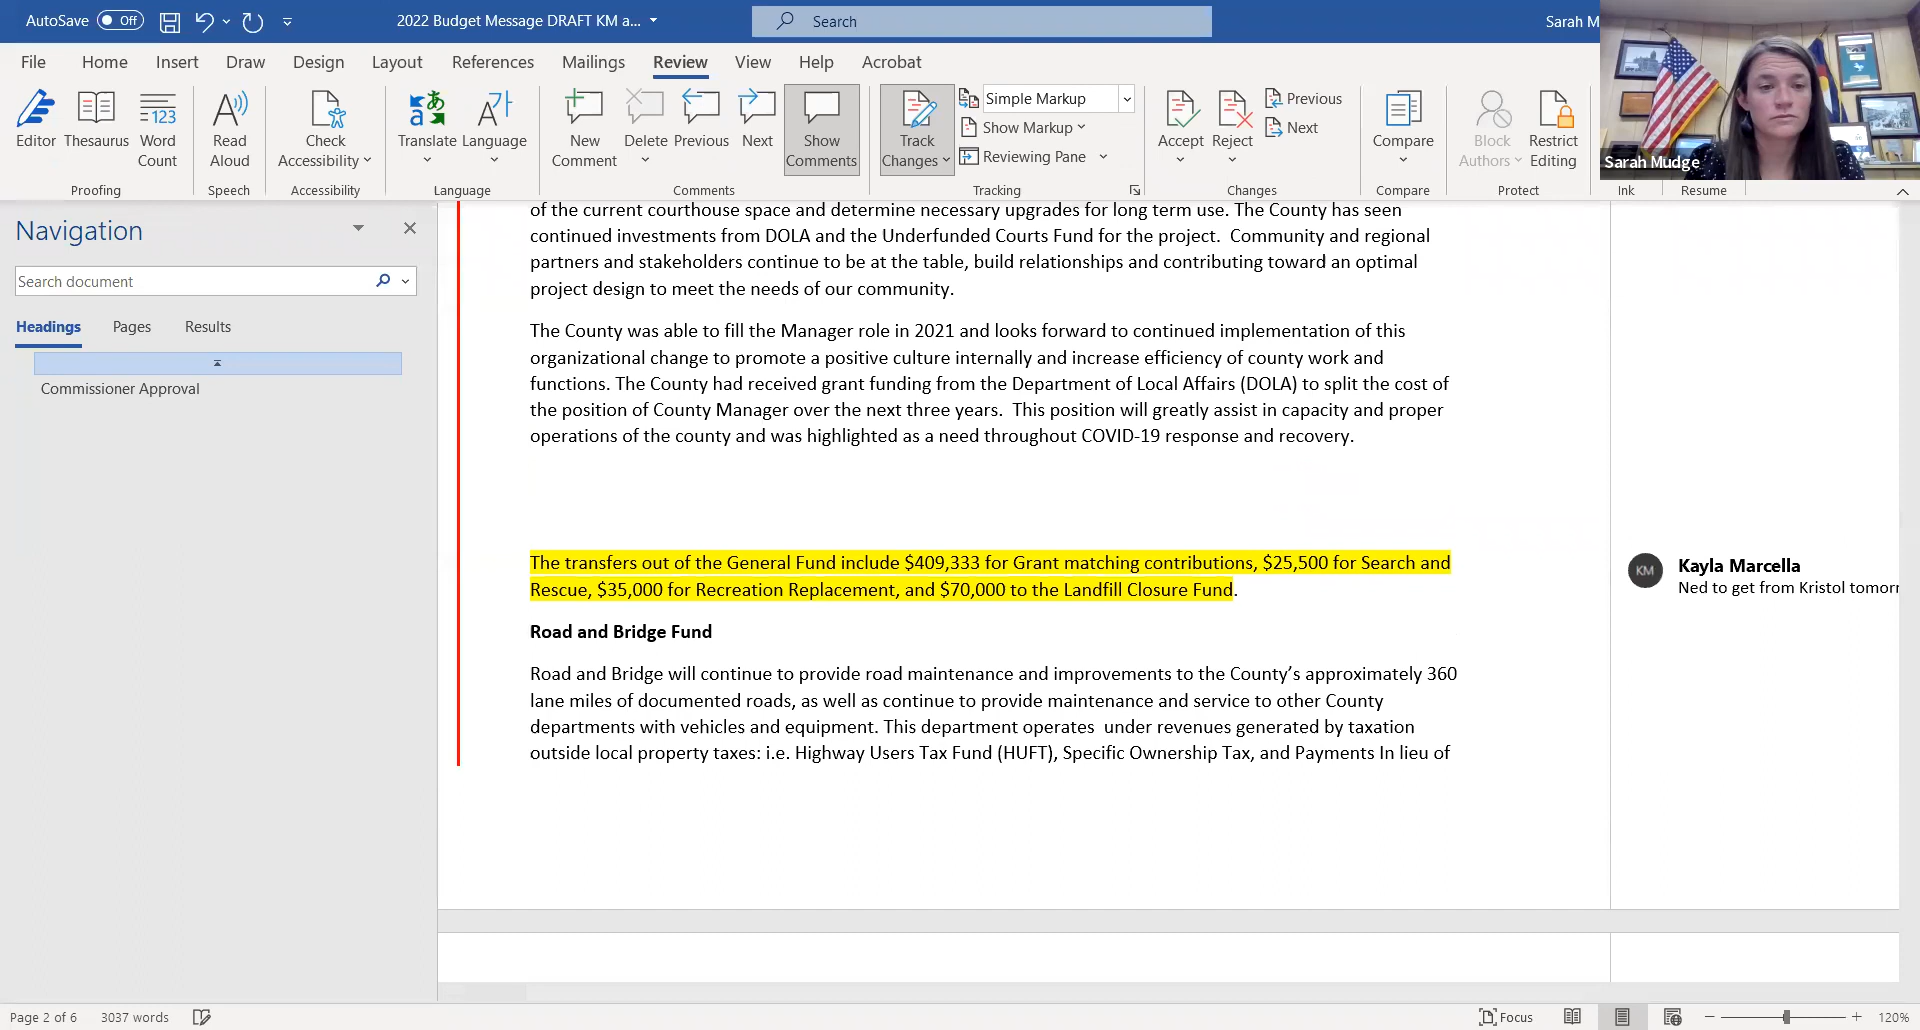 AutoSave Off 2022 Budget Message DRAFT KM a... Search Sarah M
File Home Insert Draw Design Layout References Mailings Review View Help Acrobat
Editor Thesaurus Word Count
Proofing
Read Aloud
Speech
Check Accessibility
Accessibility
Translate Language
Language
New Comment Delete Previous Next Show Comments
Comments
Track Changes Simple Markup
Show Markup
Reviewing Pane
Tracking
Accept Reject Previous
Next
Changes
Compare
Compare
Block Authors Restrict Editing
Protect
Ink
Resume
Sarah Mudge
Navigation
Search document
Headings Pages Results
Commissioner Approval
of the current courthouse space and determine necessary upgrades for long term use. The County has seen
continued investments from DOLA and the Underfunded Courts Fund for the project. Community and regional
partners and stakeholders continue to be at the table, build relationships and contributing toward an optimal
project design to meet the needs of our community.
The County was able to fill the Manager role in 2021 and looks forward to continued implementation of this
organizational change to promote a positive culture internally and increase efficiency of county work and
functions. The County had received grant funding from the Department of Local Affairs (DOLA) to split the cost of
the position of County Manager over the next three years. This position will greatly assist in capacity and proper
operations of the county and was highlighted as a need throughout COVID-19 response and recovery.
The transfers out of the General Fund include $409,333 for Grant matching contributions, $25,500 for Search and
Rescue, $35,000 for Recreation Replacement, and $70,000 to the Landfill Closure Fund.
Road and Bridge Fund
Road and Bridge will continue to provide road maintenance and improvements to the County’s approximately 360
lane miles of documented roads, as well as continue to provide maintenance and service to other County
departments with vehicles and equipment. This department operates under revenues generated by taxation
outside local property taxes: i.e. Highway Users Tax Fund (HUFT), Specific Ownership Tax, and Payments In lieu of
KM Kayla Marcella
Ned to get from Kristol tomorr
Page 2 of 6 3037 words Focus 120%